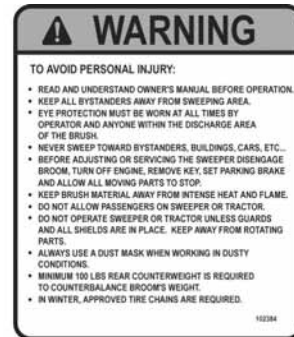 WARNING
TO AVOID PERSONAL INJURY:
• READ AND UNDERSTAND OWNER'S MANUAL BEFORE OPERATION.
• KEEP ALL BYSTANDERS AWAY FROM SWEEPING AREA.
• EYE PROTECTION MUST BE WORN AT ALL TIMES BY
OPERATOR AND ANYONE WITHIN THE DISCHARGE AREA
OF THE BRUSH.
• NEVER SWEEP TOWARD BYSTANDERS, BUILDINGS, CARS, ETC...
• BEFORE ADJUSTING OR SERVICING THE SWEEPER DISENGAGE
BROOM, TURN OFF ENGINE, REMOVE KEY, SET PARKING BRAKE
AND ALLOW ALL MOVING PARTS TO STOP.
• KEEP BRUSH MATERIAL AWAY FROM INTENSE HEAT AND FLAME.
• DO NOT ALLOW PASSENGERS ON SWEEPER OR TRACTOR.
• DO NOT OPERATE SWEEPER OR TRACTOR UNLESS GUARDS
AND ALL SHIELDS ARE IN PLACE. KEEP AWAY FROM ROTATING
PARTS.
• ALWAYS USE A DUST MASK WHEN WORKING IN DUSTY
CONDITIONS.
• MINIMUM 100 LBS REAR COUNTERWEIGHT IS REQUIRED
TO COUNTERBALANCE BROOM'S WEIGHT.
• IN WINTER, APPROVED TIRE CHAINS ARE REQUIRED.
102384